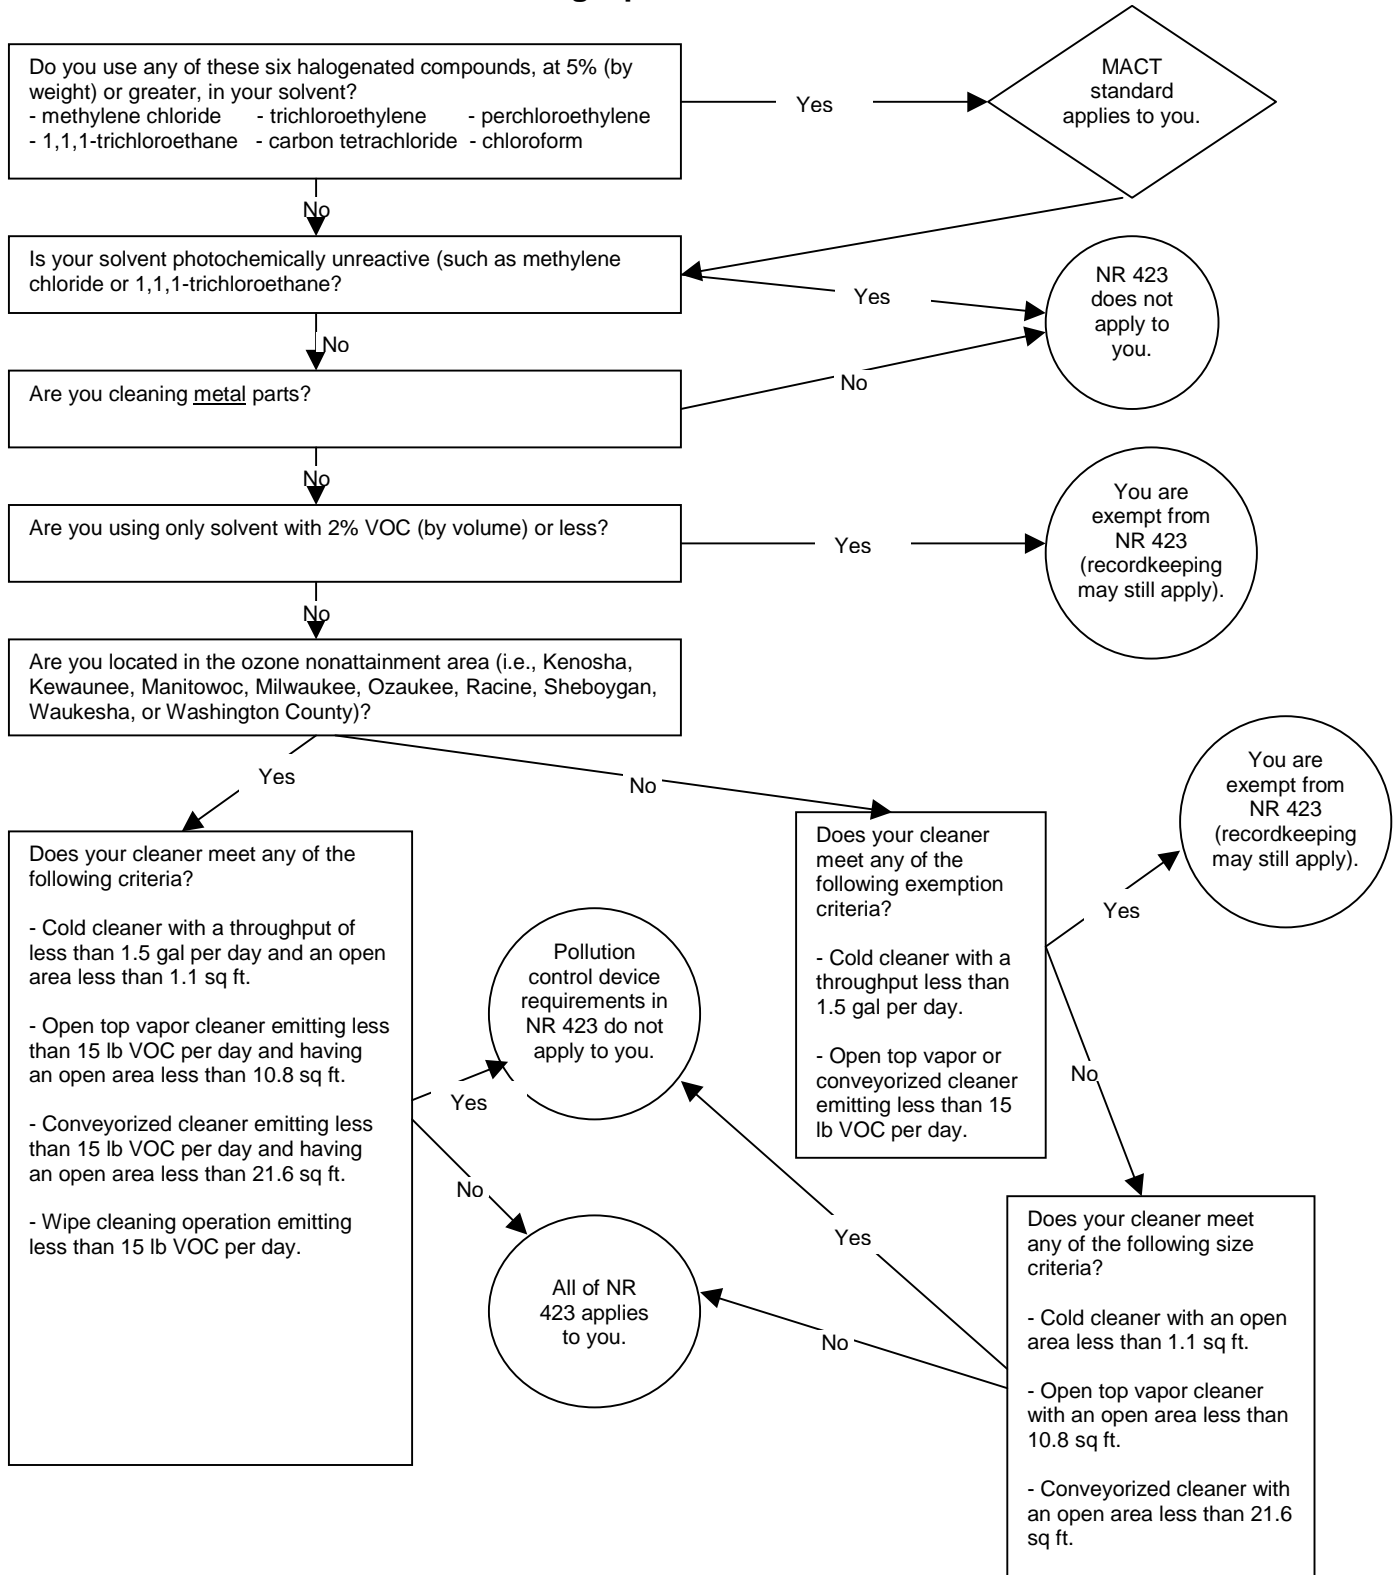 Do you use any of these six halogenated compounds, at 5% (by
weight) or greater, in your solvent?
- methylene chloride - trichloroethylene - perchloroethylene
- 1,1,1-trichloroethane - carbon tetrachloride - chloroform
Yes
MACT
standard
applies to you.
No
Is your solvent photochemically unreactive (such as methylene
chloride or 1,1,1-trichloroethane?
Yes
NR 423
does not
apply to
you.
No
Are you cleaning metal parts?
No
No
Are you using only solvent with 2% VOC (by volume) or less?
Yes
You are
exempt from
NR 423
(recordkeeping
may still apply).
No
Are you located in the ozone nonattainment area (i.e., Kenosha,
Kewaunee, Manitowoc, Milwaukee, Ozaukee, Racine, Sheboygan,
Waukesha, or Washington County)?
Yes
No
You are
exempt from
NR 423
(recordkeeping
may still apply).
Does your cleaner meet any of the
following criteria?
- Cold cleaner with a throughput of
less than 1.5 gal per day and an open
area less than 1.1 sq ft.
- Open top vapor cleaner emitting less
than 15 lb VOC per day and having
an open area less than 10.8 sq ft.
- Conveyorized cleaner emitting less
than 15 lb VOC per day and having
an open area less than 21.6 sq ft.
- Wipe cleaning operation emitting
less than 15 lb VOC per day.
Does your cleaner
meet any of the
following exemption
criteria?
- Cold cleaner with a
throughput less than
1.5 gal per day.
- Open top vapor or
conveyorized cleaner
emitting less than 15
lb VOC per day.
Yes
Pollution
control device
requirements in
NR 423 do not
apply to you.
Yes
No
No
Yes
All of NR
423 applies
to you.
No
Does your cleaner meet
any of the following size
criteria?
- Cold cleaner with an open
area less than 1.1 sq ft.
- Open top vapor cleaner
with an open area less than
10.8 sq ft.
- Conveyorized cleaner with
an open area less than 21.6
sq ft.